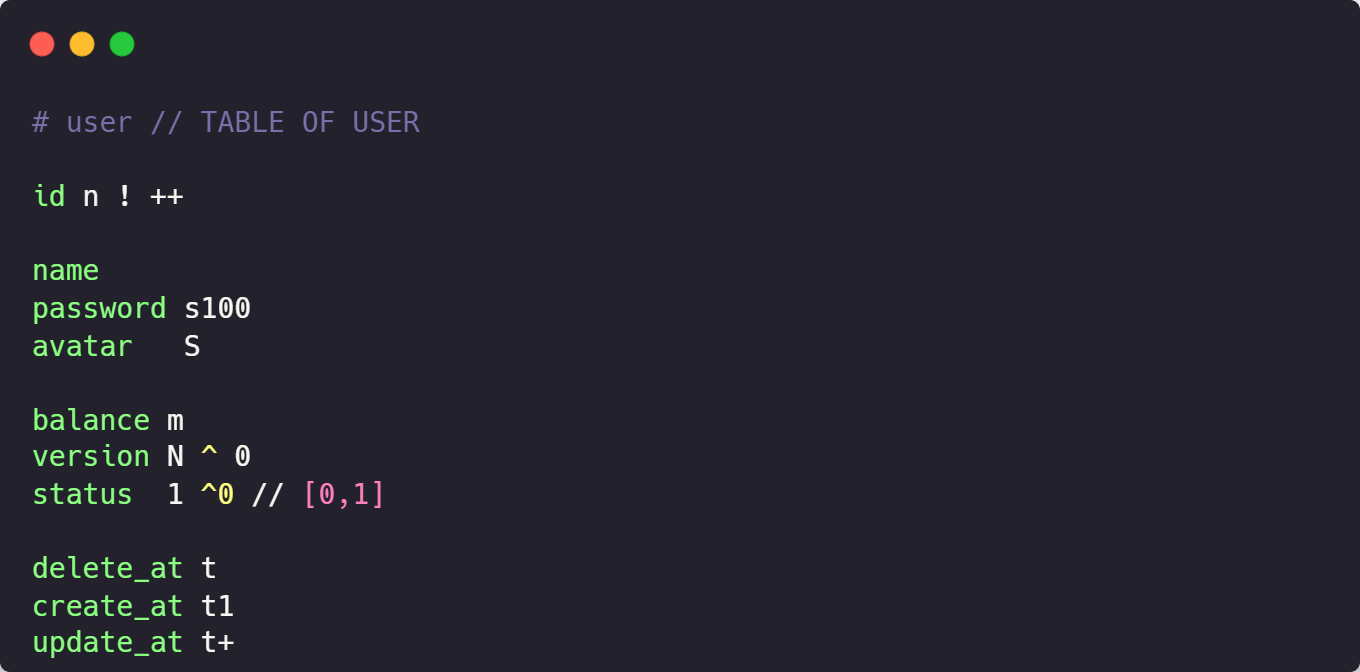 # user // TABLE OF USER
id n ! ++
name
password s100
avatar   S
balance m
version N ^ 0
status  1 ^0 // [0,1]
delete_at t
create_at t1
update_at t+